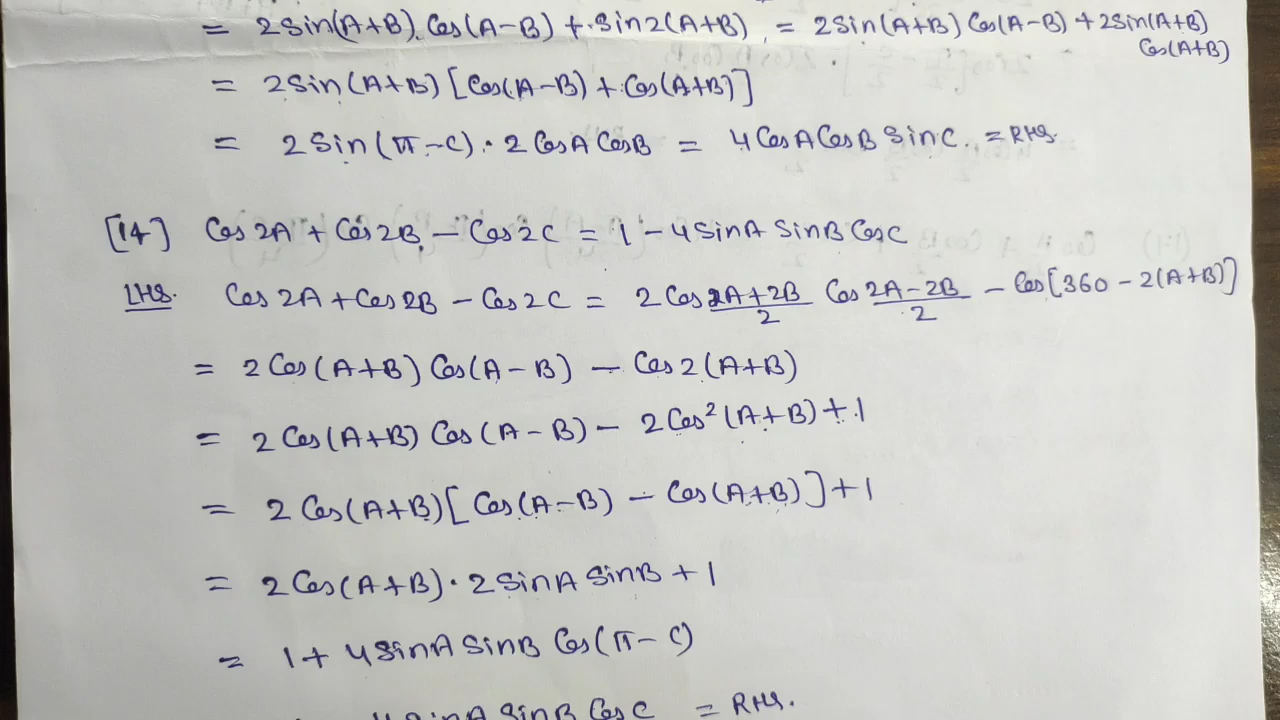 = 2Sin(A+B) Cos(A-B) + Sin2(A+B) = 2Sin(A+B) Cos(A-B) + 2Sin(A+B)
Cos(A+B)
= 2Sin(A+B) [Cos(A-B) + Cos(A+B)]
= 2Sin(π-C) · 2CosA CosB = 4CosA CosB SinC. = RHS.
[14] Cos2A + Cos2B - Cos2C = 1 - 4SinA SinB CosC
LHS. Cos2A + Cos2B - Cos2C = 2Cos (2A+2B)/2 Cos (2A-2B)/2 - Cos[360 - 2(A+B)]
= 2Cos(A+B) Cos(A-B) - Cos2(A+B)
= 2Cos(A+B) Cos(A-B) - 2Cos²(A+B) + 1
= 2Cos(A+B) [Cos(A-B) - Cos(A+B)] + 1
= 2Cos(A+B) · 2SinA SinB + 1
= 1 + 4SinA SinB Cos(π-C)
4SinA SinB CosC = RHS.